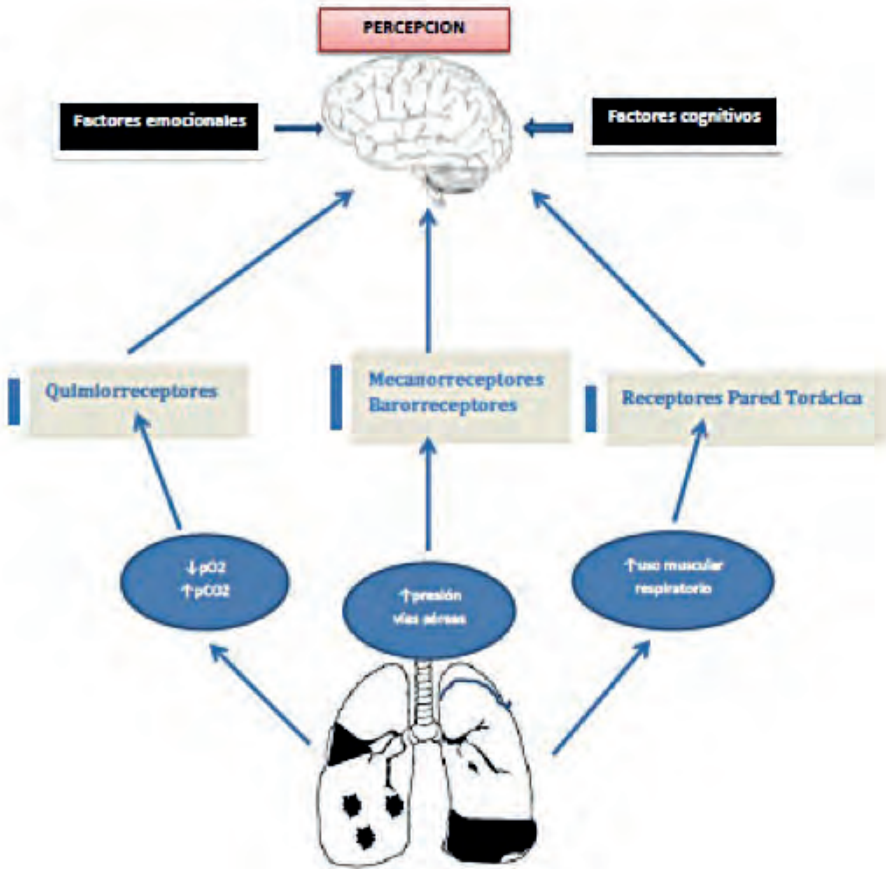 PERCEPCION
Factores emocionales
Factores cognitivos
Quimiorreceptores
Mecanorreceptores
Barorreceptores
Receptores Pared Torácica
↓pO2
↑pCO2
↑presión
vías aéreas
↑uso muscular
respiratorio